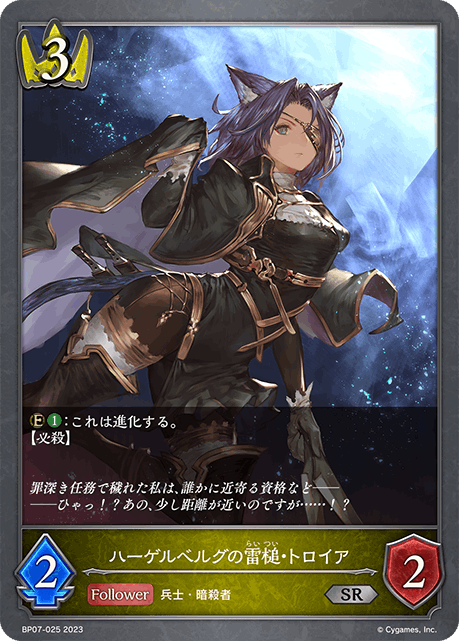 3
E 1：これは進化する。
【必殺】
罪深き任務で穢れた私は、誰かに近寄る資格など――
――ひゃっ！？あの、少し距離が近いのですが……！？
らいつい
ハーゲルベルグの雷槌・トロイア
2
Follower 兵士・暗殺者 SR
2
BP07-025 2023 © Cygames, Inc.